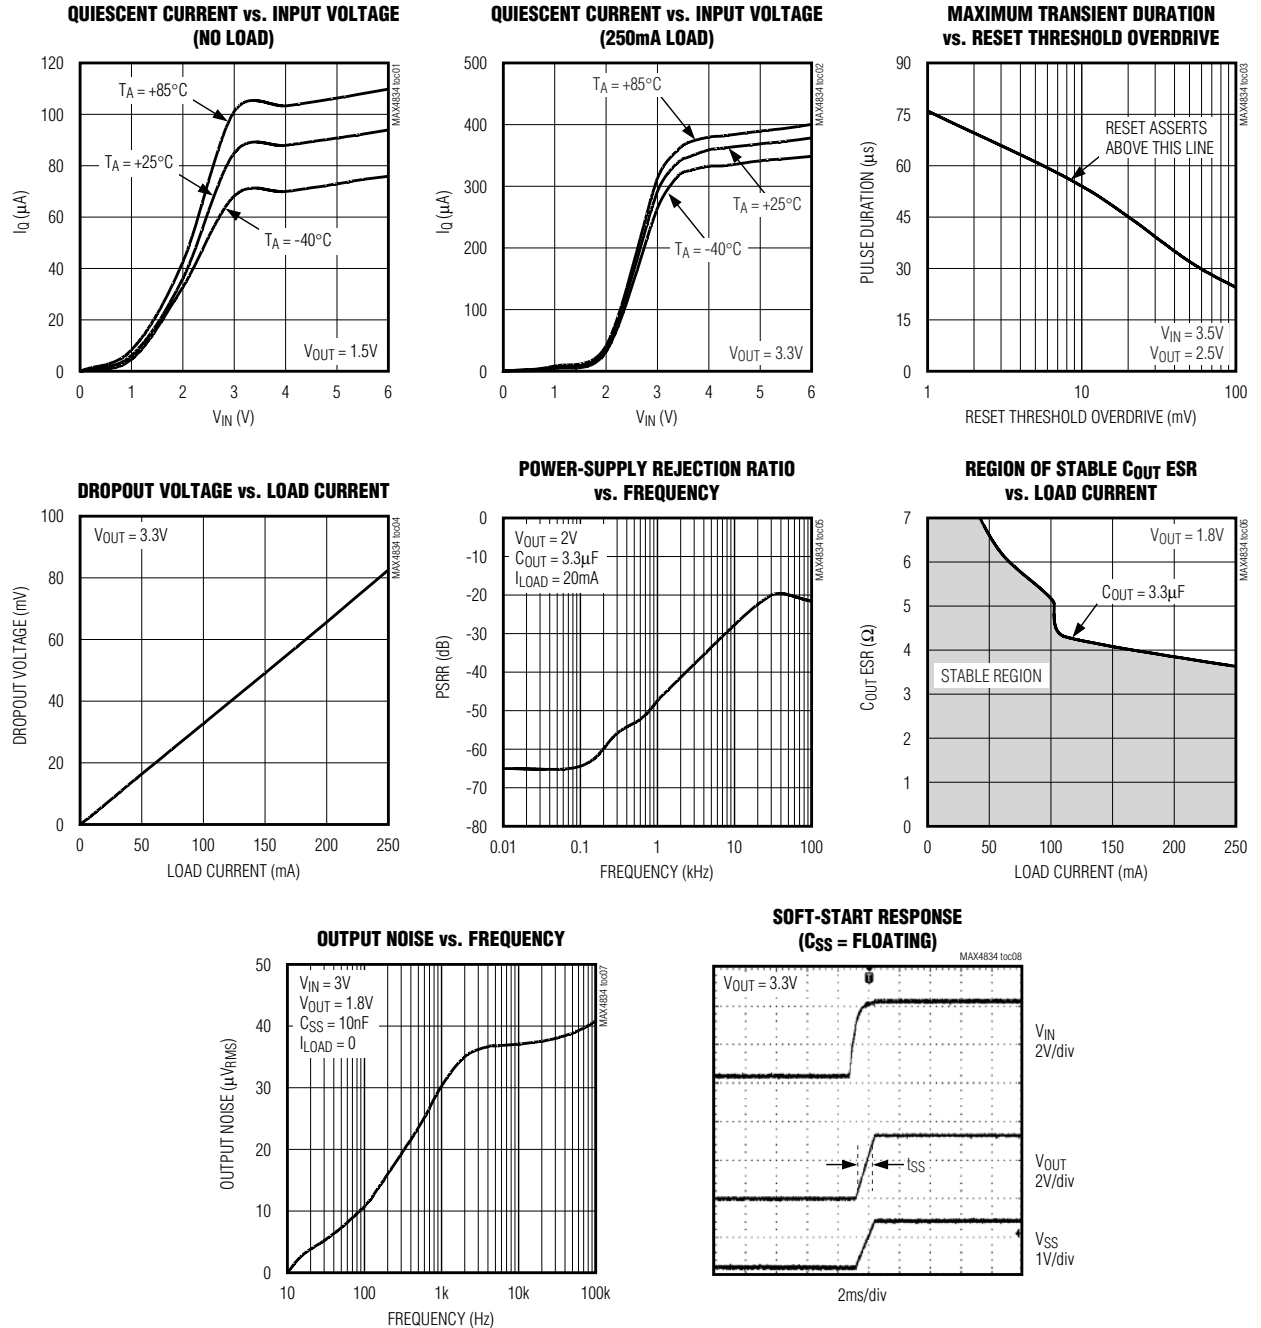 QUIESCENT CURRENT vs. INPUT VOLTAGE
(NO LOAD)
MAX4834 toc01
120
100
80
60
40
20
0
IQ (μA)
TA = +85°C
TA = +25°C
TA = -40°C
VOUT = 1.5V
0 1 2 3 4 5 6
VIN (V)
QUIESCENT CURRENT vs. INPUT VOLTAGE
(250mA LOAD)
MAX4834 toc02
500
400
300
200
100
0
IQ (μA)
TA = +85°C
TA = +25°C
TA = -40°C
VOUT = 3.3V
0 1 2 3 4 5 6
VIN (V)
MAXIMUM TRANSIENT DURATION
vs. RESET THRESHOLD OVERDRIVE
MAX4834 toc03
90
75
60
45
30
15
0
PULSE DURATION (μs)
RESET ASSERTS
ABOVE THIS LINE
VIN = 3.5V
VOUT = 2.5V
1 10 100
RESET THRESHOLD OVERDRIVE (mV)
DROPOUT VOLTAGE vs. LOAD CURRENT
MAX4834 toc04
100
80
60
40
20
0
DROPOUT VOLTAGE (mV)
VOUT = 3.3V
0 50 100 150 200 250
LOAD CURRENT (mA)
POWER-SUPPLY REJECTION RATIO
vs. FREQUENCY
MAX4834 toc05
0
-10
-20
-30
-40
-50
-60
-70
-80
PSRR (dB)
VOUT = 2V
COUT = 3.3μF
ILOAD = 20mA
0.01 0.1 1 10 100
FREQUENCY (kHz)
REGION OF STABLE COUT ESR
vs. LOAD CURRENT
MAX4834 toc06
7
6
5
4
3
2
1
0
COUT ESR (Ω)
VOUT = 1.8V
COUT = 3.3μF
STABLE REGION
0 50 100 150 200 250
LOAD CURRENT (mA)
OUTPUT NOISE vs. FREQUENCY
MAX4834 toc07
50
40
30
20
10
0
OUTPUT NOISE (μVRMS)
VIN = 3V
VOUT = 1.8V
CSS = 10nF
ILOAD = 0
10 100 1k 10k 100k
FREQUENCY (Hz)
SOFT-START RESPONSE
(CSS = FLOATING)
MAX4834 toc08
VOUT = 3.3V
T
VIN
2V/div
tSS
VOUT
2V/div
VSS
1V/div
2ms/div